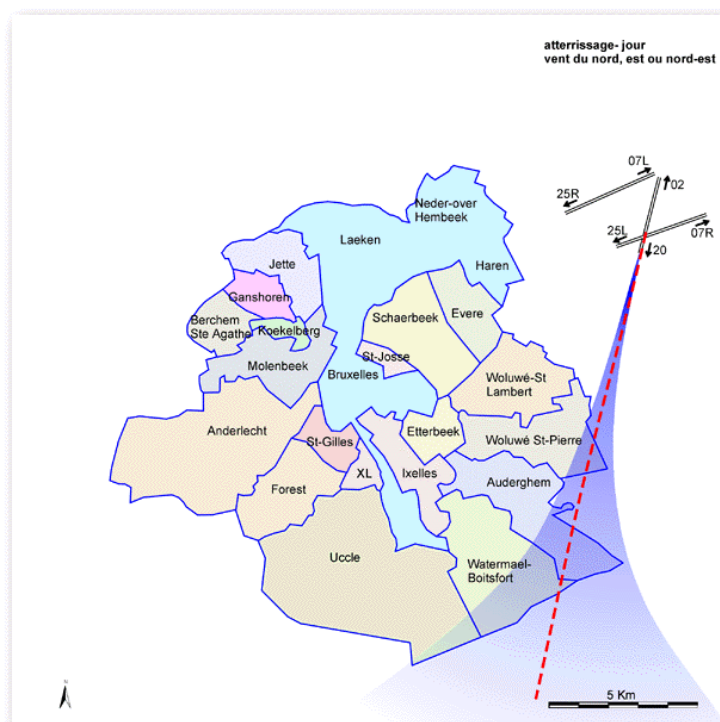 atterrissage- jour
vent du nord, est ou nord-est
07L
25R
02
25L
07R
20
Neder-over
Hembeek
Laeken
Haren
Jette
Ganshoren
Berchem
Ste Agathe
Koekelberg
Schaerbeek
Evere
St-Josse
Molenbeek
Bruxelles
Woluwé-St
Lambert
Anderlecht
St-Gilles
Etterbeek
Woluwé St-Pierre
XL
Ixelles
Forest
Auderghem
Uccle
Watermael-
Boitsfort
N
5 Km